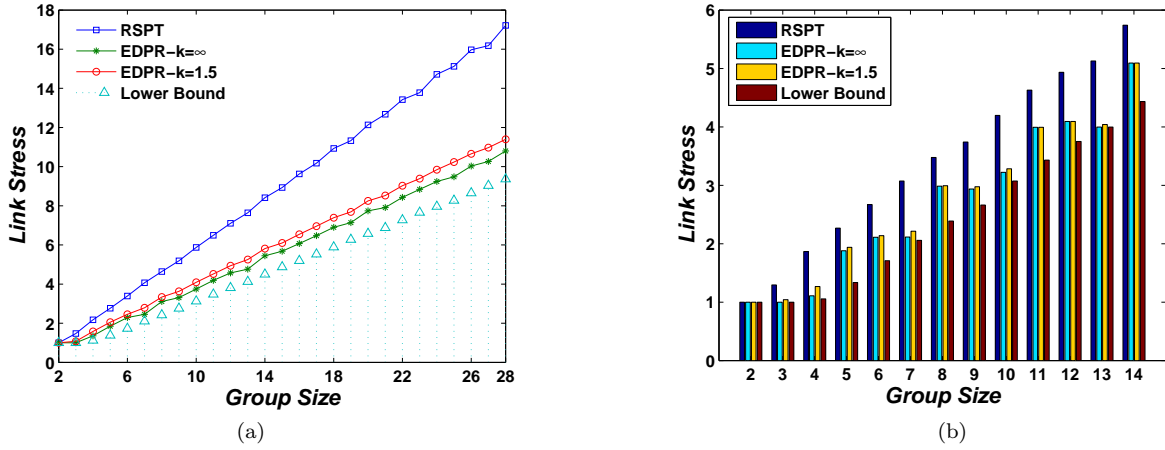 18
16
14
12
10
8
6
4
2
0
Link Stress
RSPT
EDPR−k=∞
EDPR−k=1.5
Lower Bound
2 6 10 14 18 22 26 28
Group Size
(a)
6
5
4
3
2
1
0
Link Stress
RSPT
EDPR−k=∞
EDPR−k=1.5
Lower Bound
2 3 4 5 6 7 8 9 10 11 12 13 14
Group Size
(b)